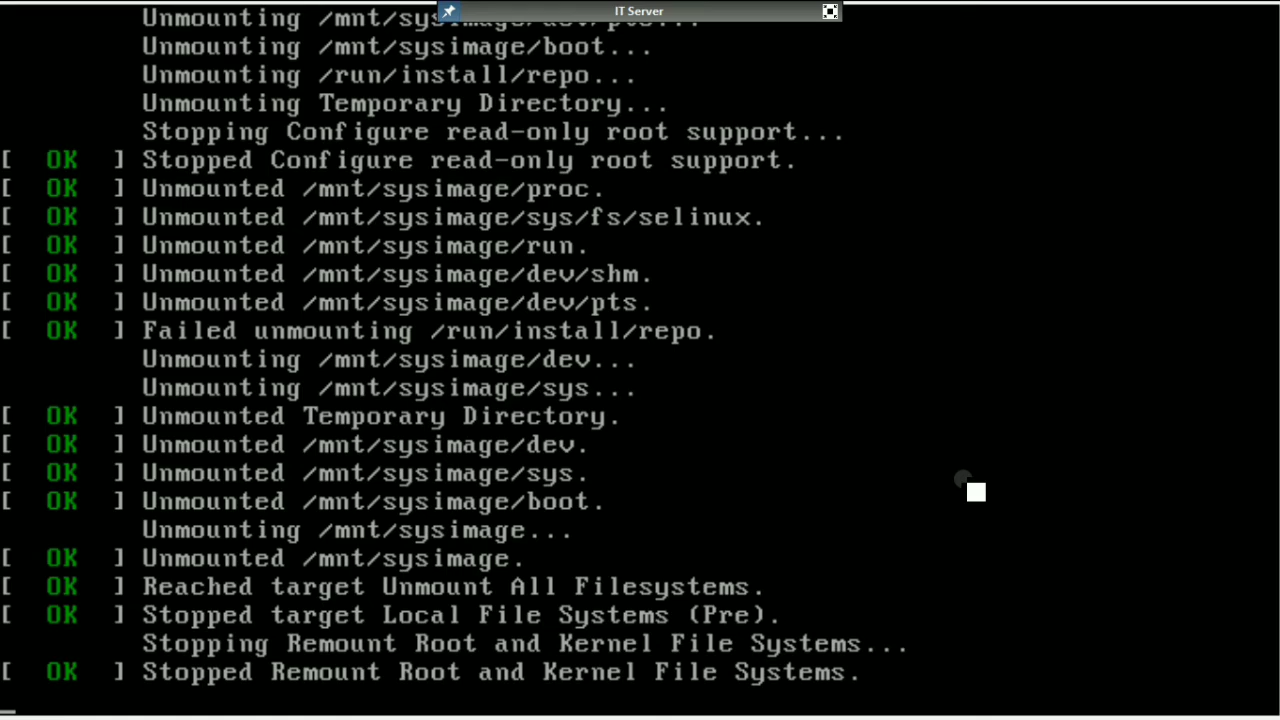 IT Server
Unmounting /mnt/sysimage/dev/pts...
Unmounting /mnt/sysimage/boot...
Unmounting /run/install/repo...
Unmounting Temporary Directory...
Stopping Configure read-only root support...
[ OK ] Stopped Configure read-only root support.
[ OK ] Unmounted /mnt/sysimage/proc.
[ OK ] Unmounted /mnt/sysimage/sys/fs/selinux.
[ OK ] Unmounted /mnt/sysimage/run.
[ OK ] Unmounted /mnt/sysimage/dev/shm.
[ OK ] Unmounted /mnt/sysimage/dev/pts.
[ OK ] Failed unmounting /run/install/repo.
Unmounting /mnt/sysimage/dev...
Unmounting /mnt/sysimage/sys...
[ OK ] Unmounted Temporary Directory.
[ OK ] Unmounted /mnt/sysimage/dev.
[ OK ] Unmounted /mnt/sysimage/sys.
[ OK ] Unmounted /mnt/sysimage/boot.
Unmounting /mnt/sysimage...
[ OK ] Unmounted /mnt/sysimage.
[ OK ] Reached target Unmount All Filesystems.
[ OK ] Stopped target Local File Systems (Pre).
Stopping Remount Root and Kernel File Systems...
[ OK ] Stopped Remount Root and Kernel File Systems.